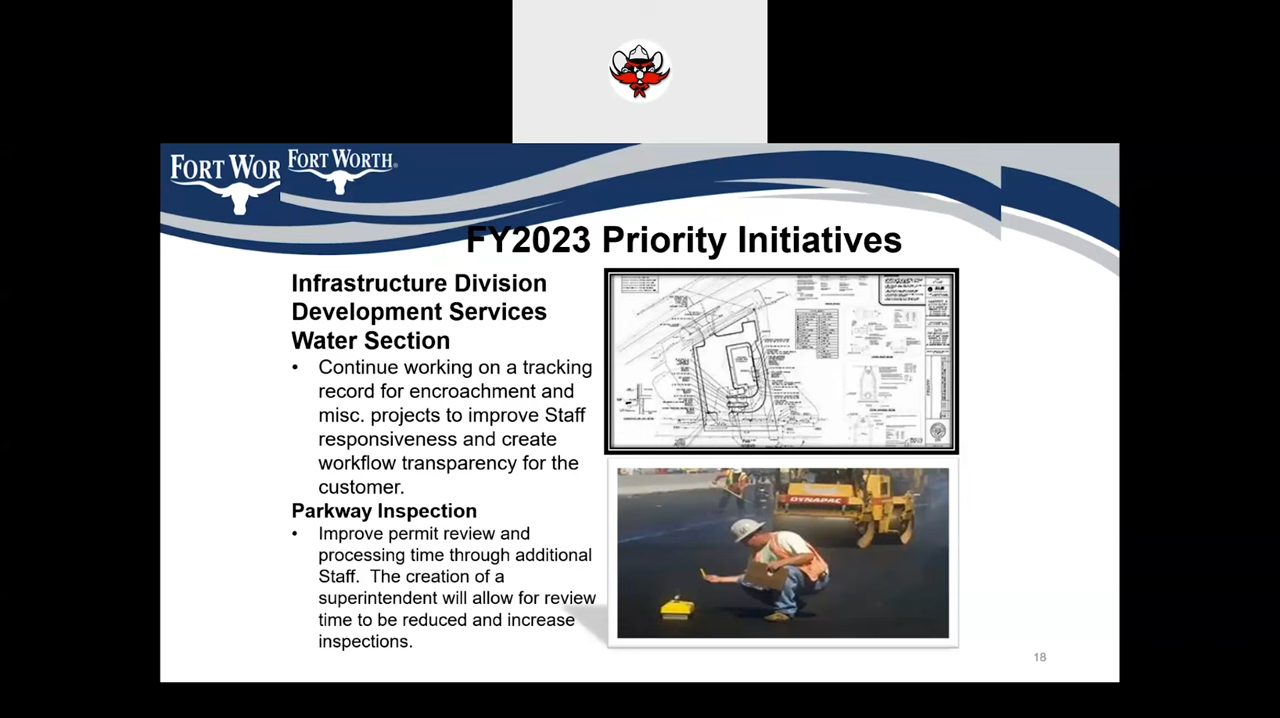 FORT WOR
FORT WORTH®
FY2023 Priority Initiatives
Infrastructure Division
Development Services
Water Section
• Continue working on a tracking
record for encroachment and
misc. projects to improve Staff
responsiveness and create
workflow transparency for the
customer.
Parkway Inspection
• Improve permit review and
processing time through additional
Staff. The creation of a
superintendent will allow for review
time to be reduced and increase
inspections.
DYNAPAC
18